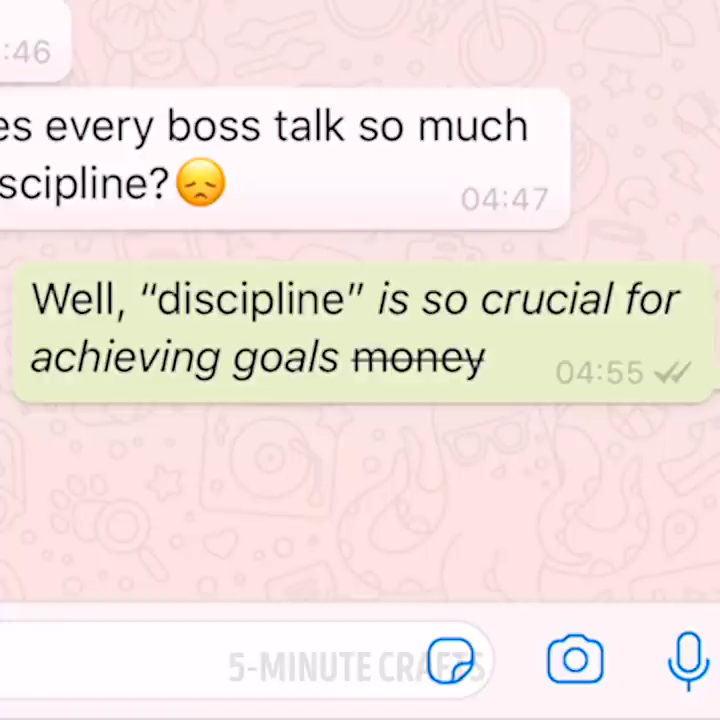 :46
es every boss talk so much
scipline?😞
04:47
Well, “discipline” is so crucial for
achieving goals money
04:55
5-MINUTE CRAFTS